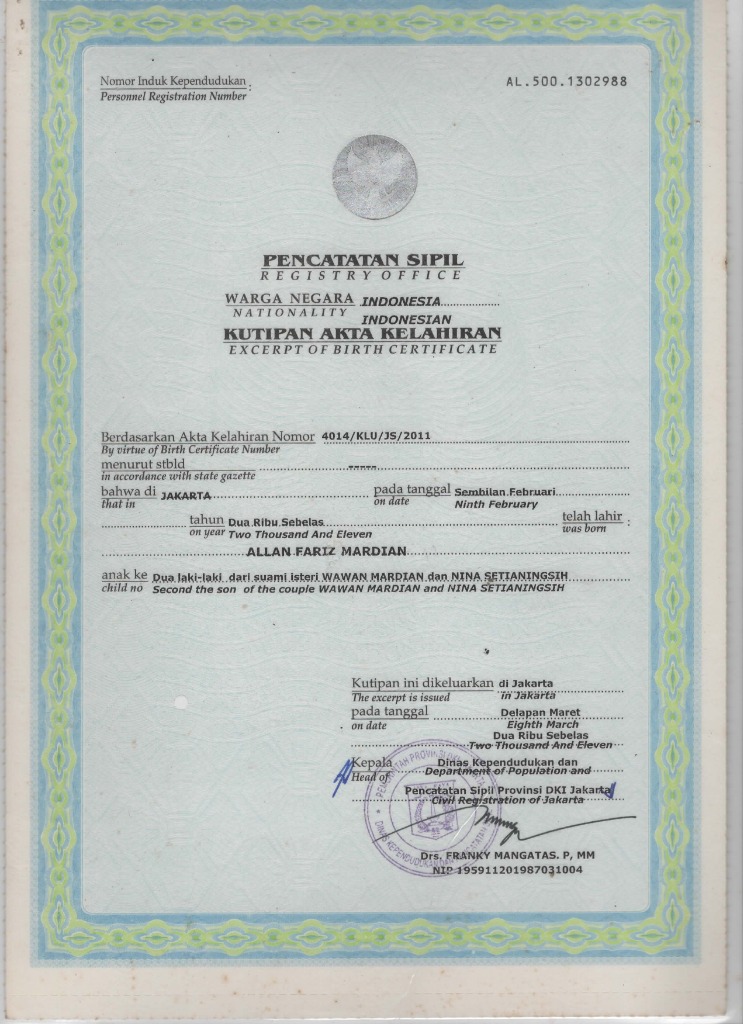 Nomor Induk Kependudukan :
Personnel Registration Number
AL.500.1302988
PENCATATAN SIPIL
REGISTRY OFFICE
WARGA NEGARA INDONESIA
NATIONALITY INDONESIAN
KUTIPAN AKTA KELAHIRAN
EXCERPT OF BIRTH CERTIFICATE
Berdasarkan Akta Kelahiran Nomor 4014/KLU/JS/2011
By virtue of Birth Certificate Number
menurut stbld -----
in accordance with state gazette
bahwa di JAKARTA pada tanggal Sembilan Februari
that in on date Ninth February
tahun Dua Ribu Sebelas telah lahir :
on year Two Thousand And Eleven was born
ALLAN FARIZ MARDIAN
anak ke Dua laki-laki dari suami isteri WAWAN MARDIAN dan NINA SETIANINGSIH
child no Second the son of the couple WAWAN MARDIAN and NINA SETIANINGSIH
Kutipan ini dikeluarkan di Jakarta
The excerpt is issued in Jakarta
pada tanggal Delapan Maret
on date Eighth March
Dua Ribu Sebelas
Two Thousand And Eleven
Kepala Dinas Kependudukan dan
Head of Department of Population and
Pencatatan Sipil Provinsi DKI Jakarta
Civil Registration of Jakarta
Drs. FRANKY MANGATAS. P, MM
NIP 195911201987031004